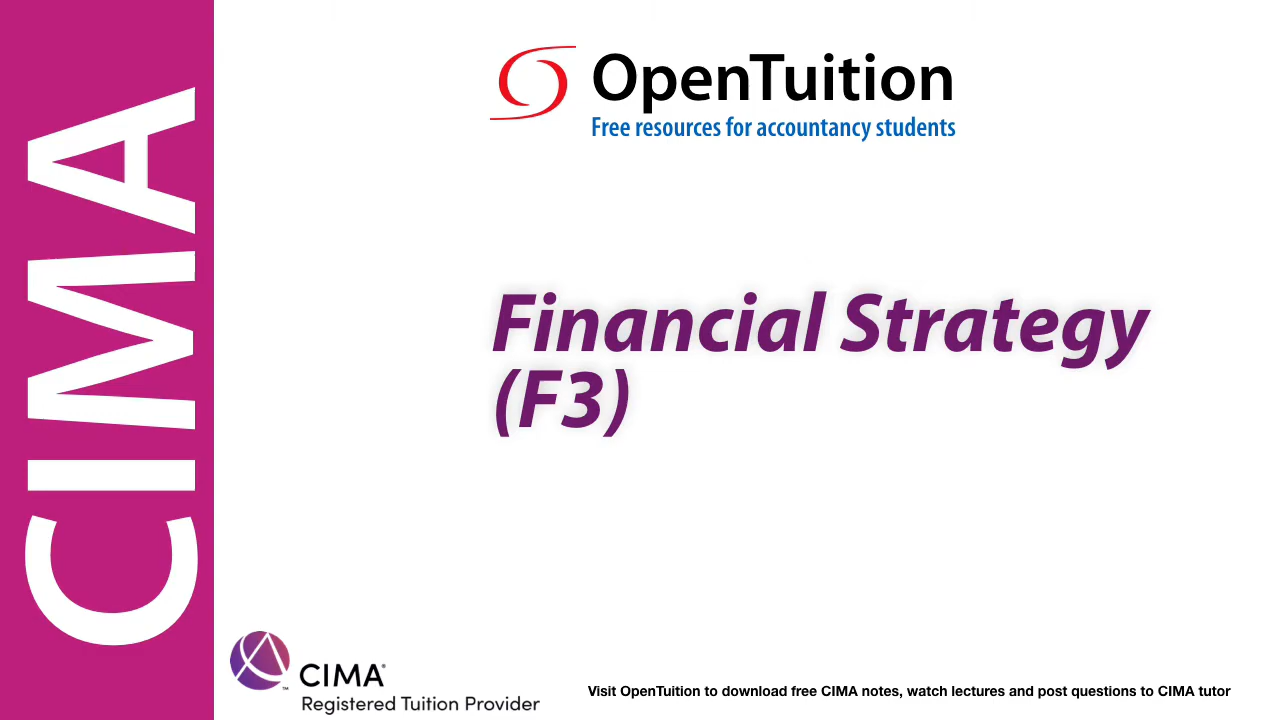 CIMA
OpenTuition
Free resources for accountancy students
Financial Strategy
(F3)
CIMA®
™
Registered Tuition Provider
Visit OpenTuition to download free CIMA notes, watch lectures and post questions to CIMA tutor